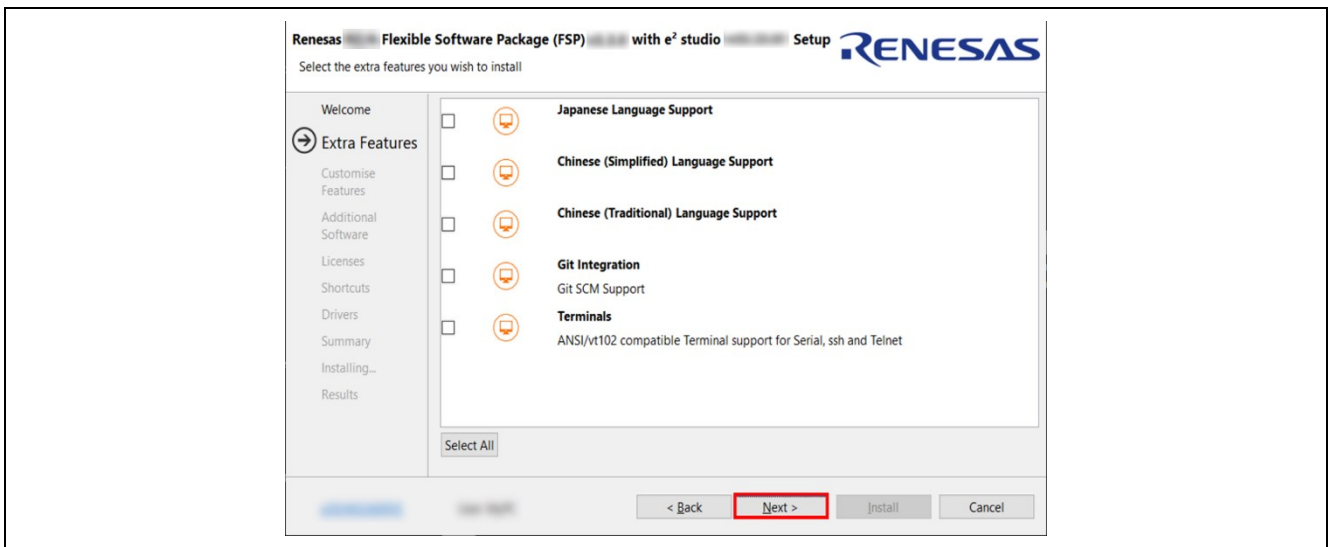 Renesas Flexible Software Package (FSP) with e² studio Setup
RENESAS
Select the extra features you wish to install
Welcome
Extra Features
Customise
Features
Additional
Software
Licenses
Shortcuts
Drivers
Summary
Installing...
Results
Japanese Language Support
Chinese (Simplified) Language Support
Chinese (Traditional) Language Support
Git Integration
Git SCM Support
Terminals
ANSI/vt102 compatible Terminal support for Serial, ssh and Telnet
Select All
< Back Next > Install Cancel